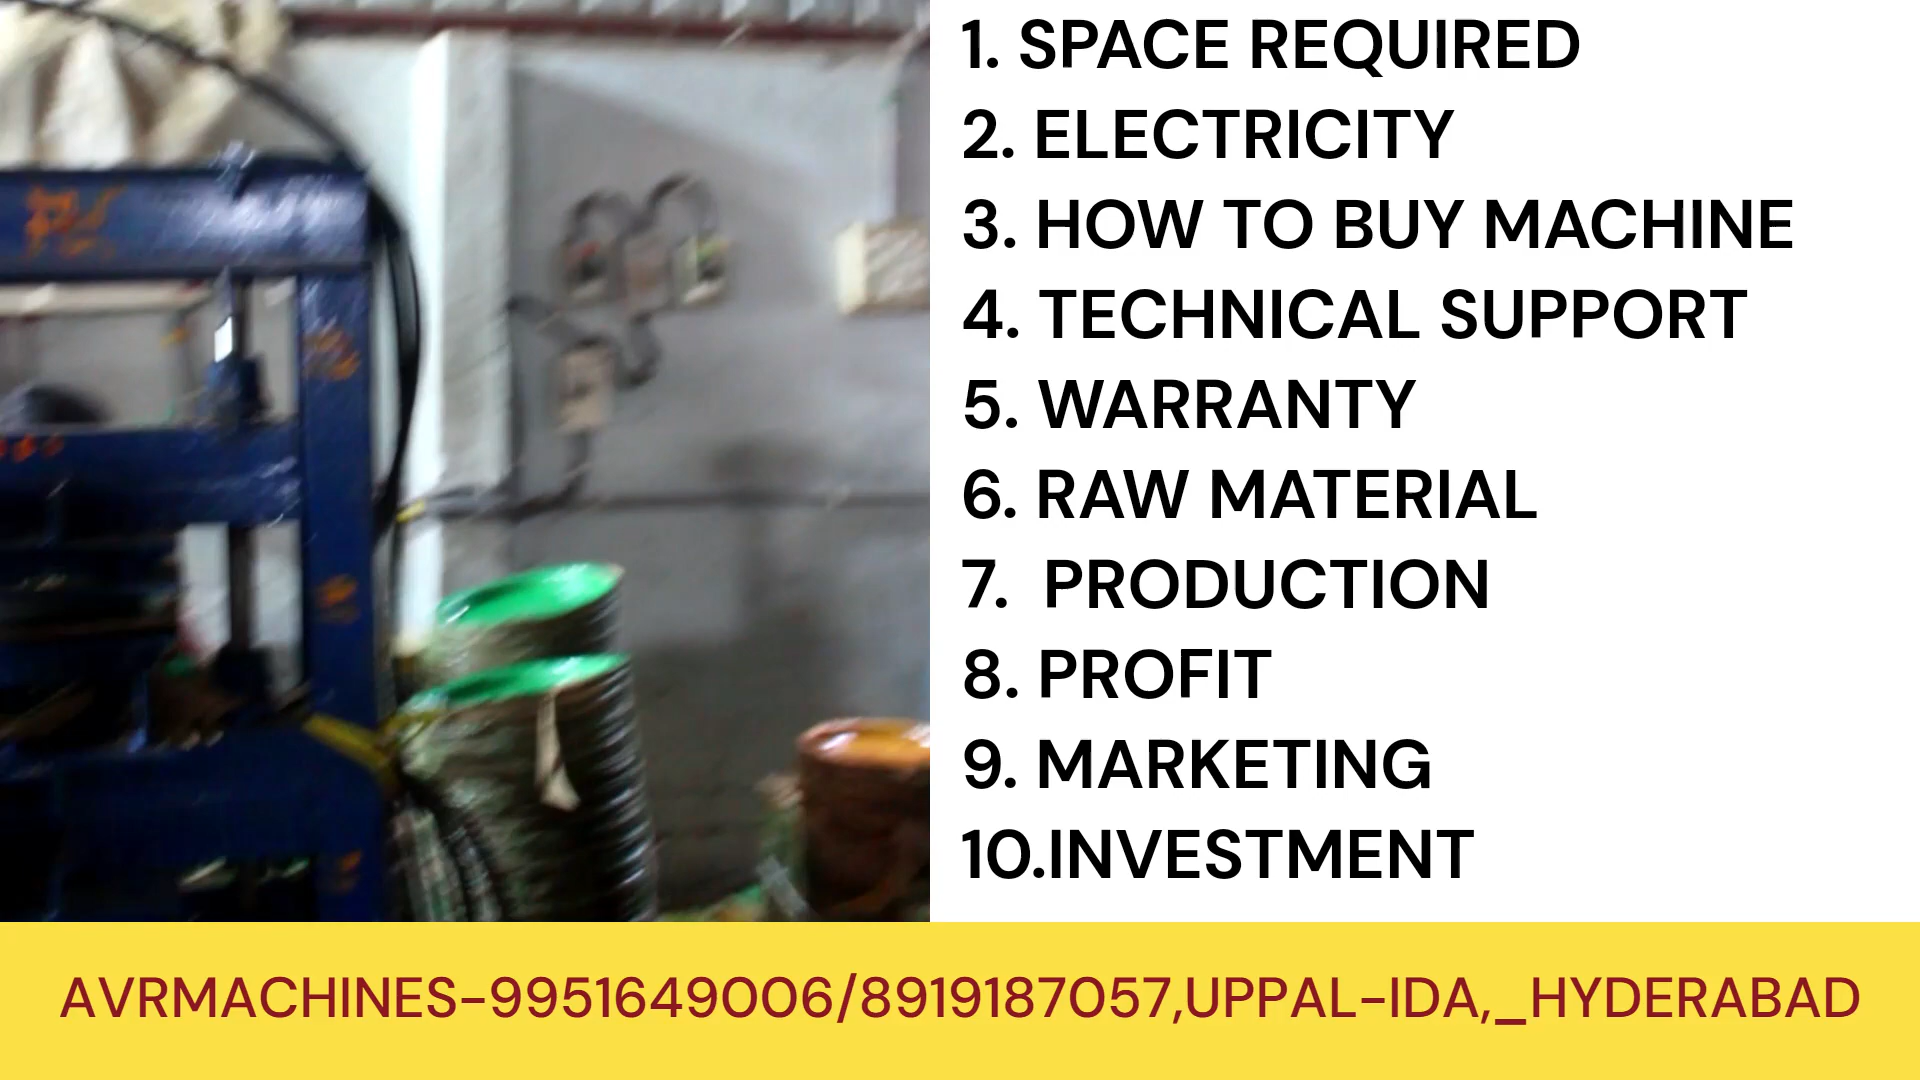 1. SPACE REQUIRED
2. ELECTRICITY
3. HOW TO BUY MACHINE
4. TECHNICAL SUPPORT
5. WARRANTY
6. RAW MATERIAL
7. PRODUCTION
8. PROFIT
9. MARKETING
10.INVESTMENT
AVRMACHINES-9951649006/8919187057,UPPAL-IDA,_HYDERABAD